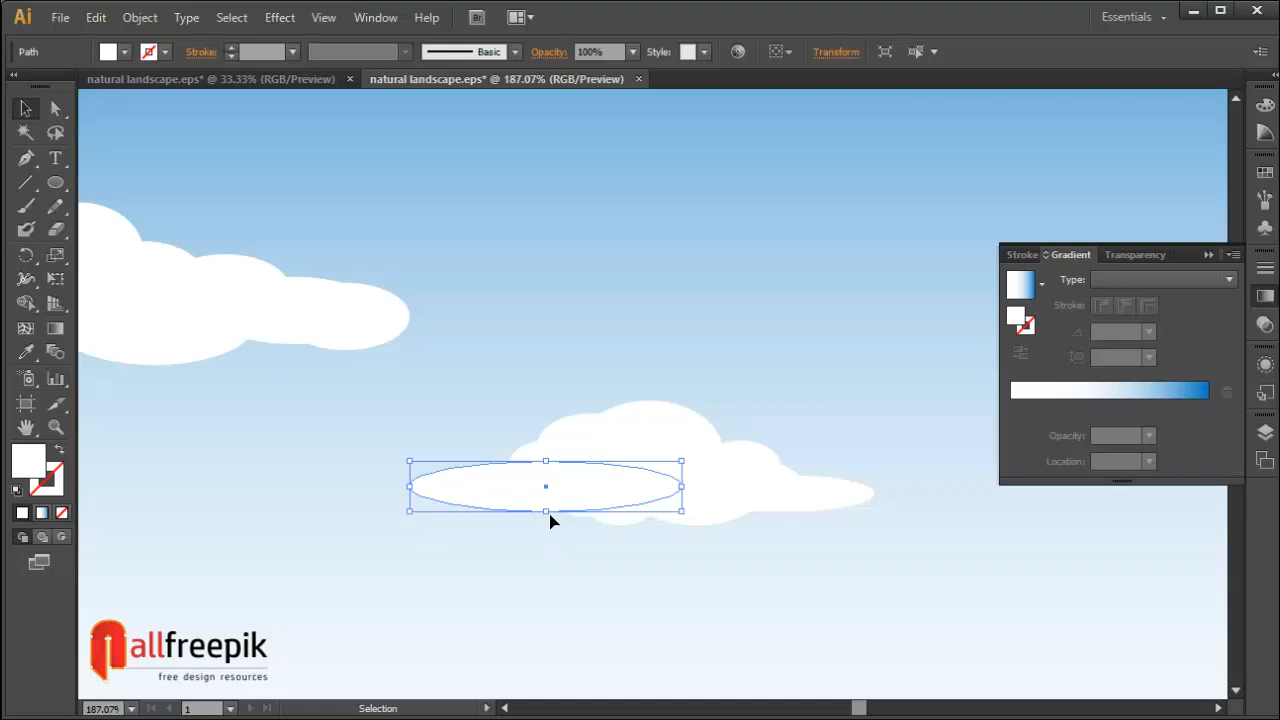 Ai File Edit Object Type Select Effect View Window Help Br Essentials
Path Stroke: Basic Opacity: 100% Style: Transform
natural landscape.eps* @ 33.33% (RGB/Preview) natural landscape.eps* @ 187.07% (RGB/Preview)
Stroke Gradient Transparency
Type:
Stroke:
Opacity:
Location:
allfreepik
free design resources
187.07% 1 Selection